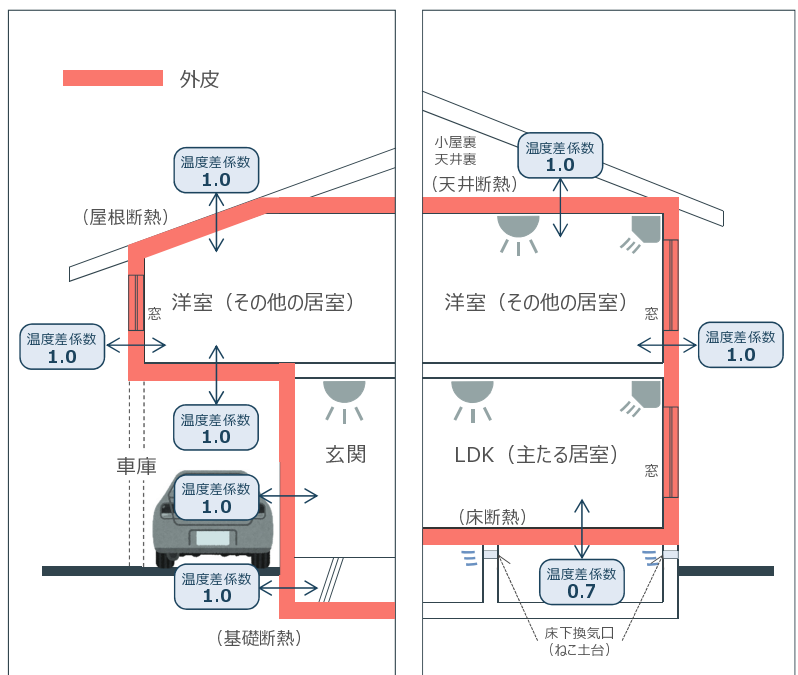 外皮
温度差係数
1.0
（屋根断熱）
洋室（その他の居室）
窓
温度差係数
1.0
温度差係数
1.0
車庫
玄関
温度差係数
1.0
温度差係数
1.0
（基礎断熱）
小屋裏
天井裏
温度差係数
1.0
（天井断熱）
洋室（その他の居室）
窓
温度差係数
1.0
LDK（主たる居室）
窓
（床断熱）
温度差係数
0.7
床下換気口
（ねこ土台）